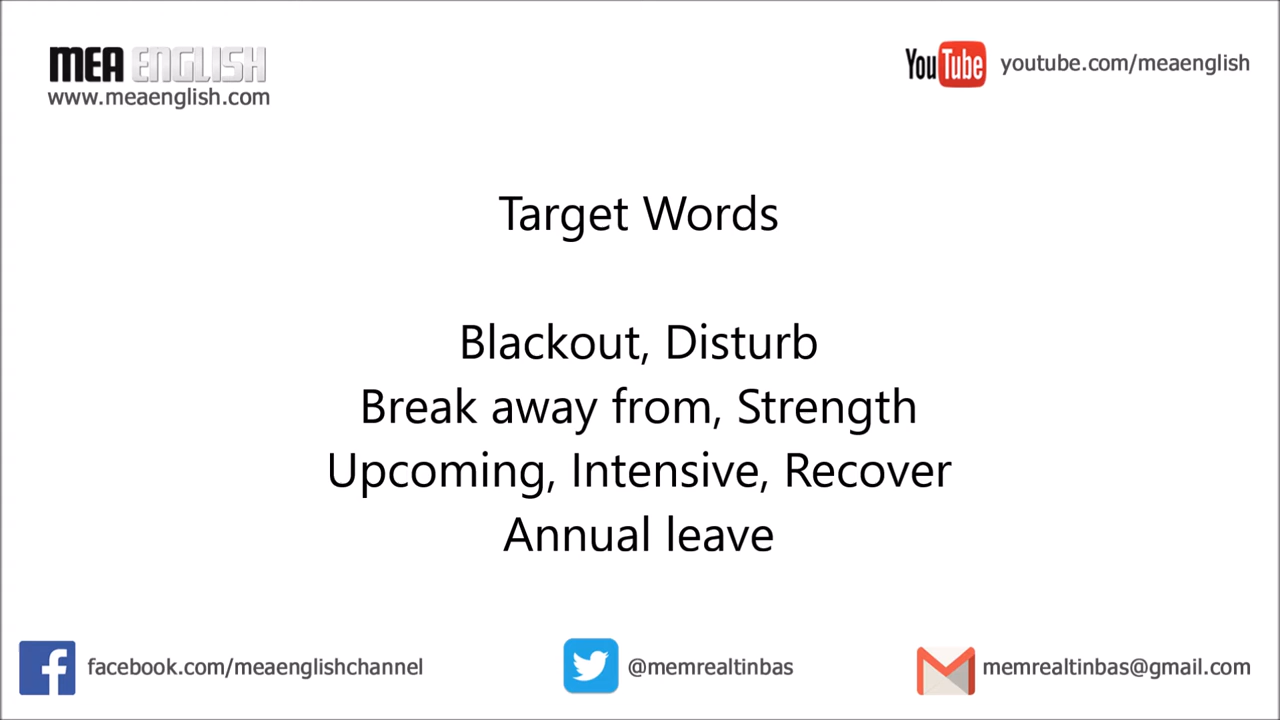 MEA ENGLISH
www.meaenglish.com
YouTube youtube.com/meaenglish
Target Words
Blackout, Disturb
Break away from, Strength
Upcoming, Intensive, Recover
Annual leave
f facebook.com/meaenglishchannel
@memrealtinbas
memrealtinbas@gmail.com